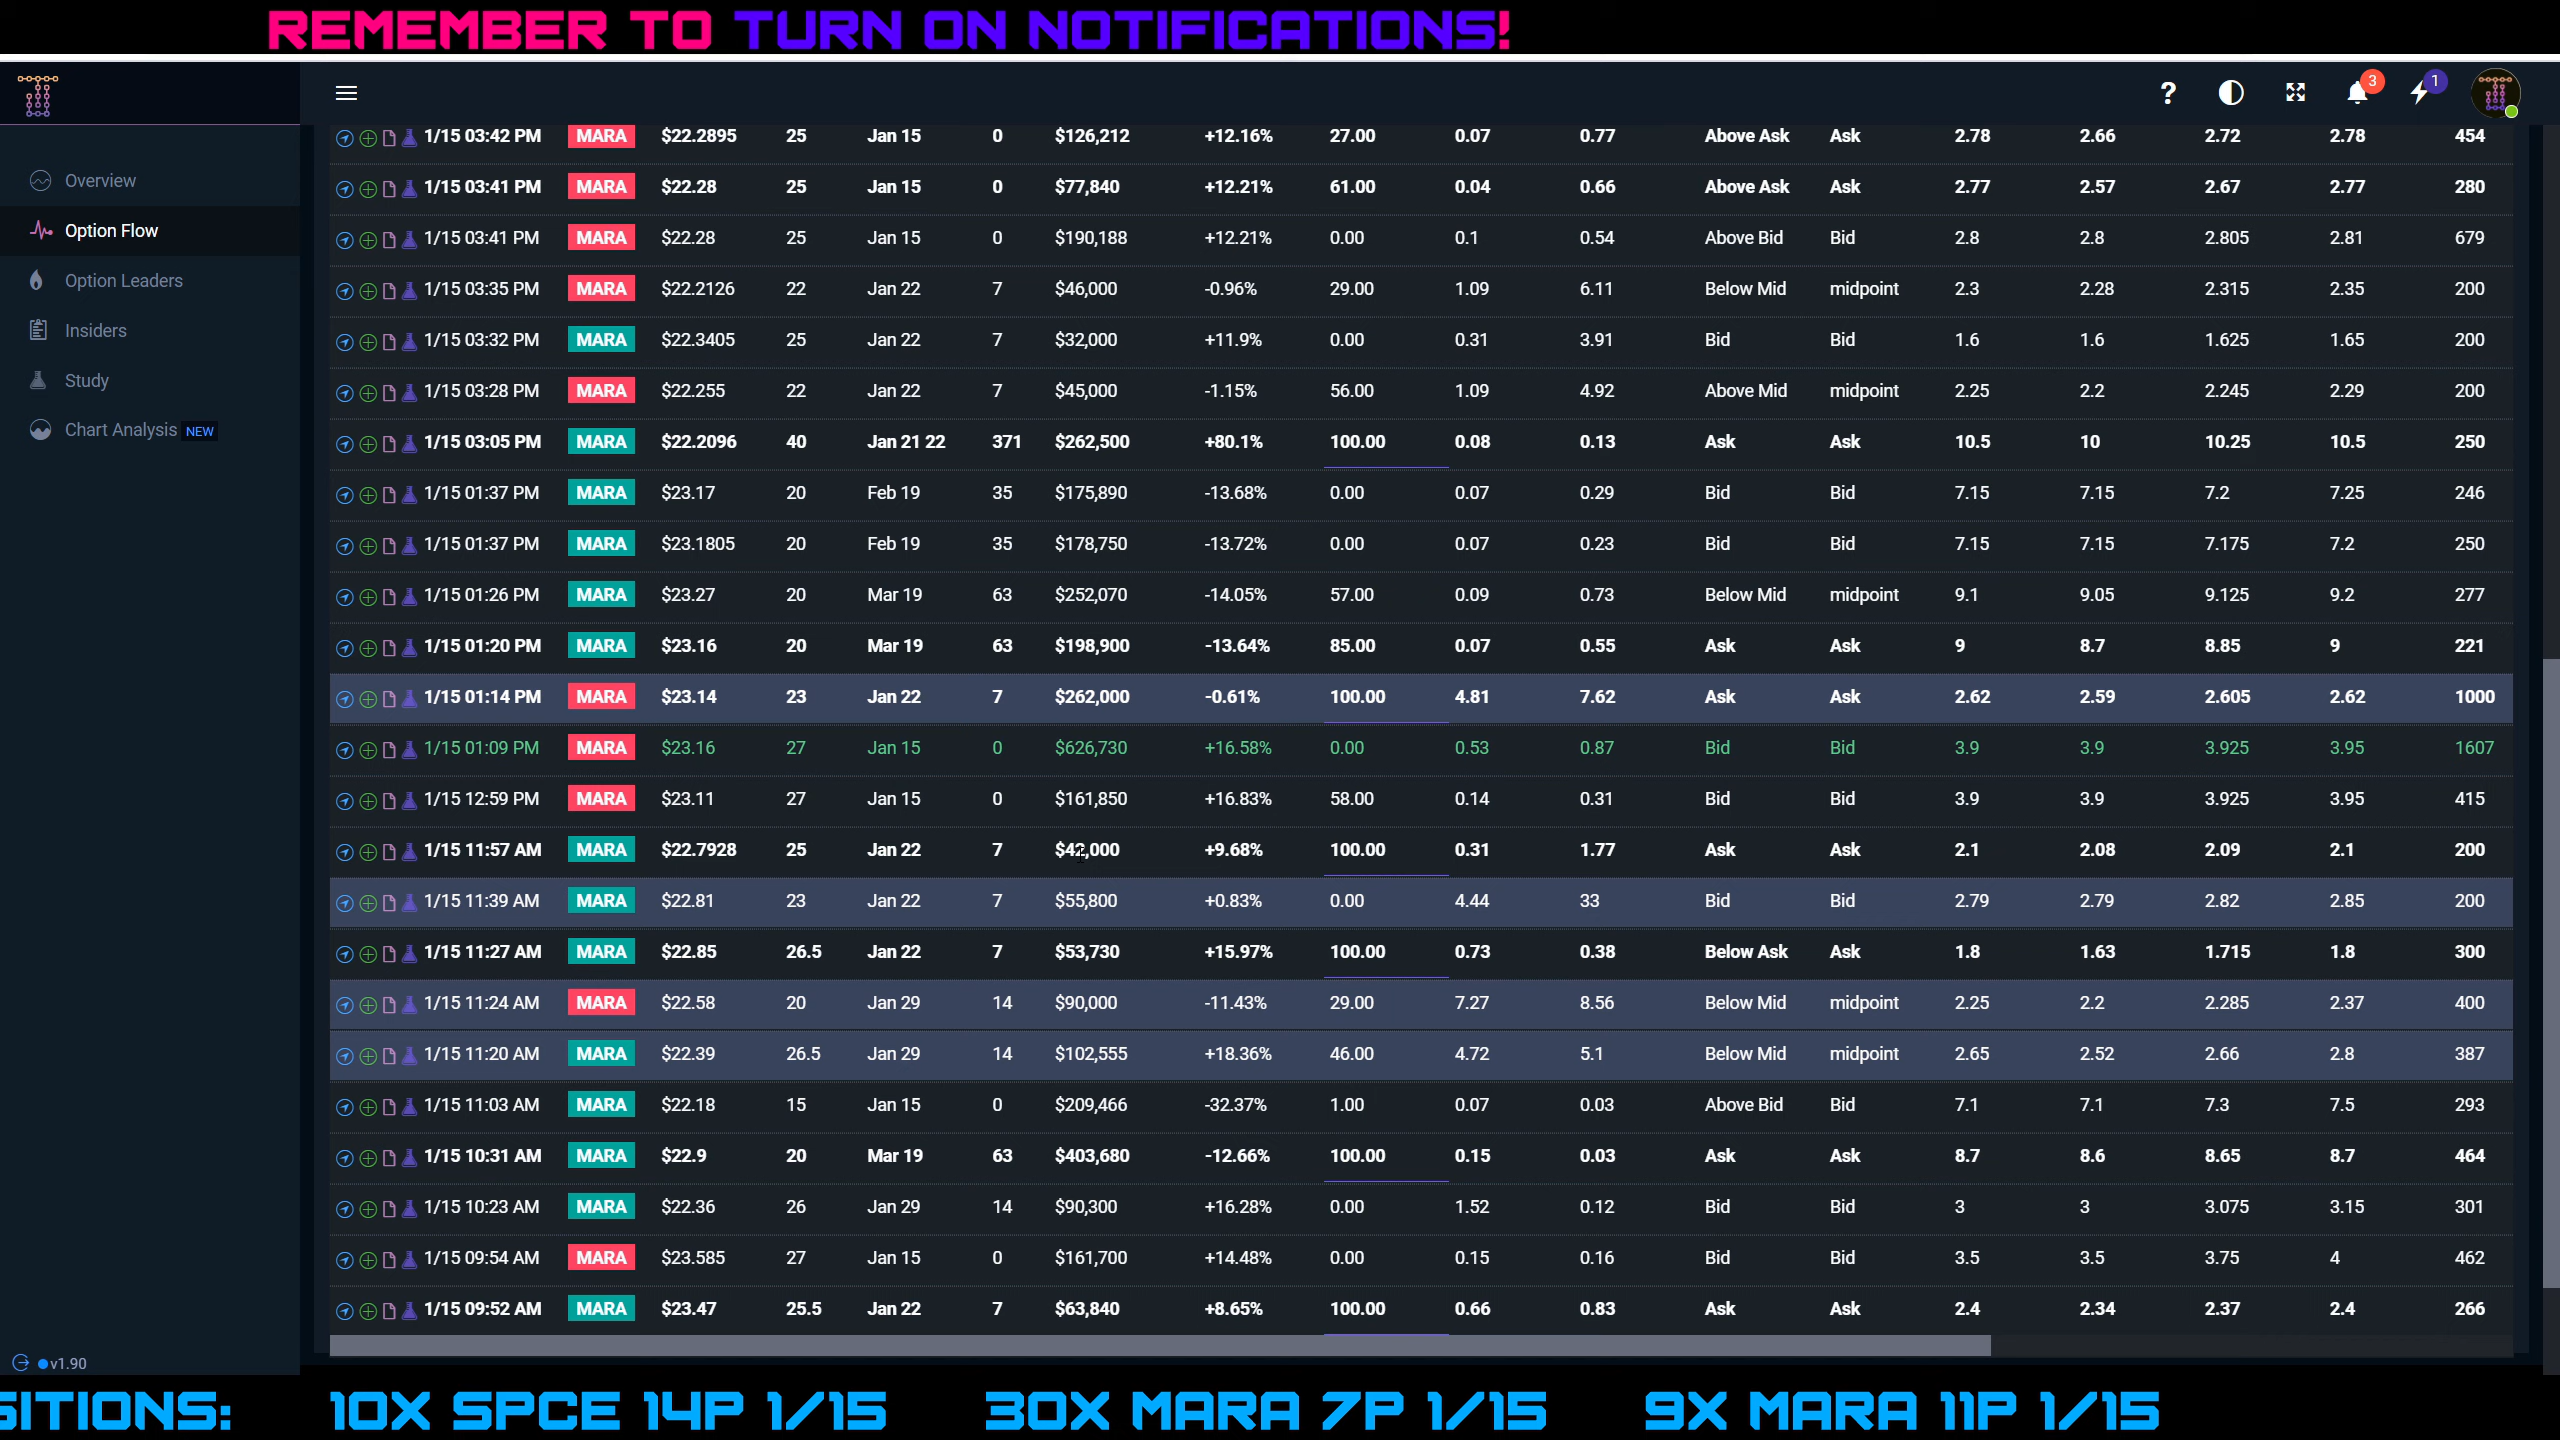 REMEMBER TO TURN ON NOTIFICATIONS!
3
1
Overview
Option Flow
Option Leaders
Insiders
Study
Chart Analysis NEW
1/15 03:42 PM MARA $22.2895 25 Jan 15 0 $126,212 +12.16% 27.00 0.07 0.77 Above Ask Ask 2.78 2.66 2.72 2.78 454
1/15 03:41 PM MARA $22.28 25 Jan 15 0 $77,840 +12.21% 61.00 0.04 0.66 Above Ask Ask 2.77 2.57 2.67 2.77 280
1/15 03:41 PM MARA $22.28 25 Jan 15 0 $190,188 +12.21% 0.00 0.1 0.54 Above Bid Bid 2.8 2.8 2.805 2.81 679
1/15 03:35 PM MARA $22.2126 22 Jan 22 7 $46,000 -0.96% 29.00 1.09 6.11 Below Mid midpoint 2.3 2.28 2.315 2.35 200
1/15 03:32 PM MARA $22.3405 25 Jan 22 7 $32,000 +11.9% 0.00 0.31 3.91 Bid Bid 1.6 1.6 1.625 1.65 200
1/15 03:28 PM MARA $22.255 22 Jan 22 7 $45,000 -1.15% 56.00 1.09 4.92 Above Mid midpoint 2.25 2.2 2.245 2.29 200
1/15 03:05 PM MARA $22.2096 40 Jan 21 22 371 $262,500 +80.1% 100.00 0.08 0.13 Ask Ask 10.5 10 10.25 10.5 250
1/15 01:37 PM MARA $23.17 20 Feb 19 35 $175,890 -13.68% 0.00 0.07 0.29 Bid Bid 7.15 7.15 7.2 7.25 246
1/15 01:37 PM MARA $23.1805 20 Feb 19 35 $178,750 -13.72% 0.00 0.07 0.23 Bid Bid 7.15 7.15 7.175 7.2 250
1/15 01:26 PM MARA $23.27 20 Mar 19 63 $252,070 -14.05% 57.00 0.09 0.73 Below Mid midpoint 9.1 9.05 9.125 9.2 277
1/15 01:20 PM MARA $23.16 20 Mar 19 63 $198,900 -13.64% 85.00 0.07 0.55 Ask Ask 9 8.7 8.85 9 221
1/15 01:14 PM MARA $23.14 23 Jan 22 7 $262,000 -0.61% 100.00 4.81 7.62 Ask Ask 2.62 2.59 2.605 2.62 1000
1/15 01:09 PM MARA $23.16 27 Jan 15 0 $626,730 +16.58% 0.00 0.53 0.87 Bid Bid 3.9 3.9 3.925 3.95 1607
1/15 12:59 PM MARA $23.11 27 Jan 15 0 $161,850 +16.83% 58.00 0.14 0.31 Bid Bid 3.9 3.9 3.925 3.95 415
1/15 11:57 AM MARA $22.7928 25 Jan 22 7 $42,000 +9.68% 100.00 0.31 1.77 Ask Ask 2.1 2.08 2.09 2.1 200
1/15 11:39 AM MARA $22.81 23 Jan 22 7 $55,800 +0.83% 0.00 4.44 33 Bid Bid 2.79 2.79 2.82 2.85 200
1/15 11:27 AM MARA $22.85 26.5 Jan 22 7 $53,730 +15.97% 100.00 0.73 0.38 Below Ask Ask 1.8 1.63 1.715 1.8 300
1/15 11:24 AM MARA $22.58 20 Jan 29 14 $90,000 -11.43% 29.00 7.27 8.56 Below Mid midpoint 2.25 2.2 2.285 2.37 400
1/15 11:20 AM MARA $22.39 26.5 Jan 29 14 $102,555 +18.36% 46.00 4.72 5.1 Below Mid midpoint 2.65 2.52 2.66 2.8 387
1/15 11:03 AM MARA $22.18 15 Jan 15 0 $209,466 -32.37% 1.00 0.07 0.03 Above Bid Bid 7.1 7.1 7.3 7.5 293
1/15 10:31 AM MARA $22.9 20 Mar 19 63 $403,680 -12.66% 100.00 0.15 0.03 Ask Ask 8.7 8.6 8.65 8.7 464
1/15 10:23 AM MARA $22.36 26 Jan 29 14 $90,300 +16.28% 0.00 1.52 0.12 Bid Bid 3 3 3.075 3.15 301
1/15 09:54 AM MARA $23.585 27 Jan 15 0 $161,700 +14.48% 0.00 0.15 0.16 Bid Bid 3.5 3.5 3.75 4 462
1/15 09:52 AM MARA $23.47 25.5 Jan 22 7 $63,840 +8.65% 100.00 0.66 0.83 Ask Ask 2.4 2.34 2.37 2.4 266
v1.90
SITIONS: 10X SPCE 14P 1/15 30X MARA 7P 1/15 9X MARA 11P 1/15